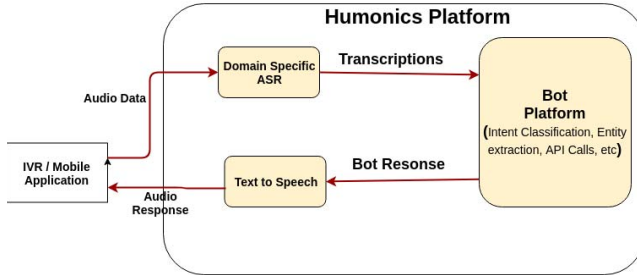 Humonics Platform
Domain Specific
ASR
Transcriptions
Audio Data
Bot
Platform
(Intent Classification, Entity
extraction, API Calls, etc)
IVR / Mobile
Application
Text to Speech
Bot Resonse
Audio
Response